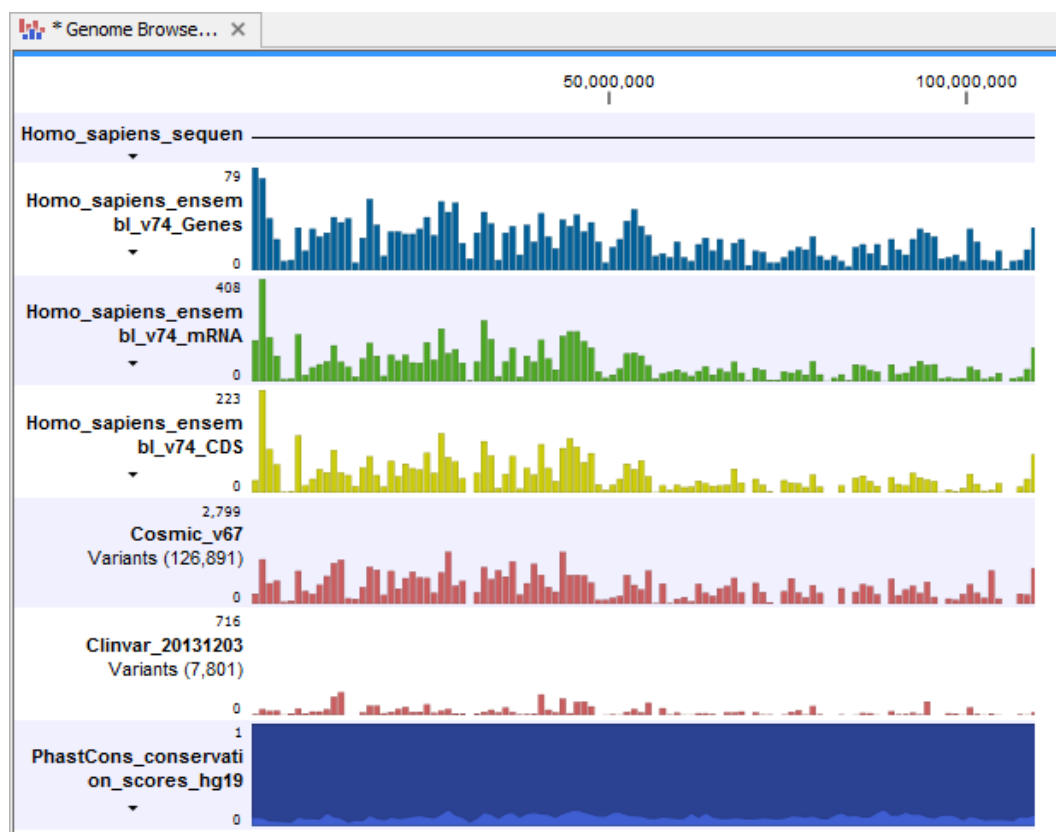 * Genome Browse...
50,000,000 100,000,000
Homo_sapiens_sequen
79
Homo_sapiens_ensem
bl_v74_Genes
0
408
Homo_sapiens_ensem
bl_v74_mRNA
0
223
Homo_sapiens_ensem
bl_v74_CDS
0
2,799
Cosmic_v67
Variants (126,891)
0
716
Clinvar_20131203
Variants (7,801)
0
1
PhastCons_conservati
on_scores_hg19
0